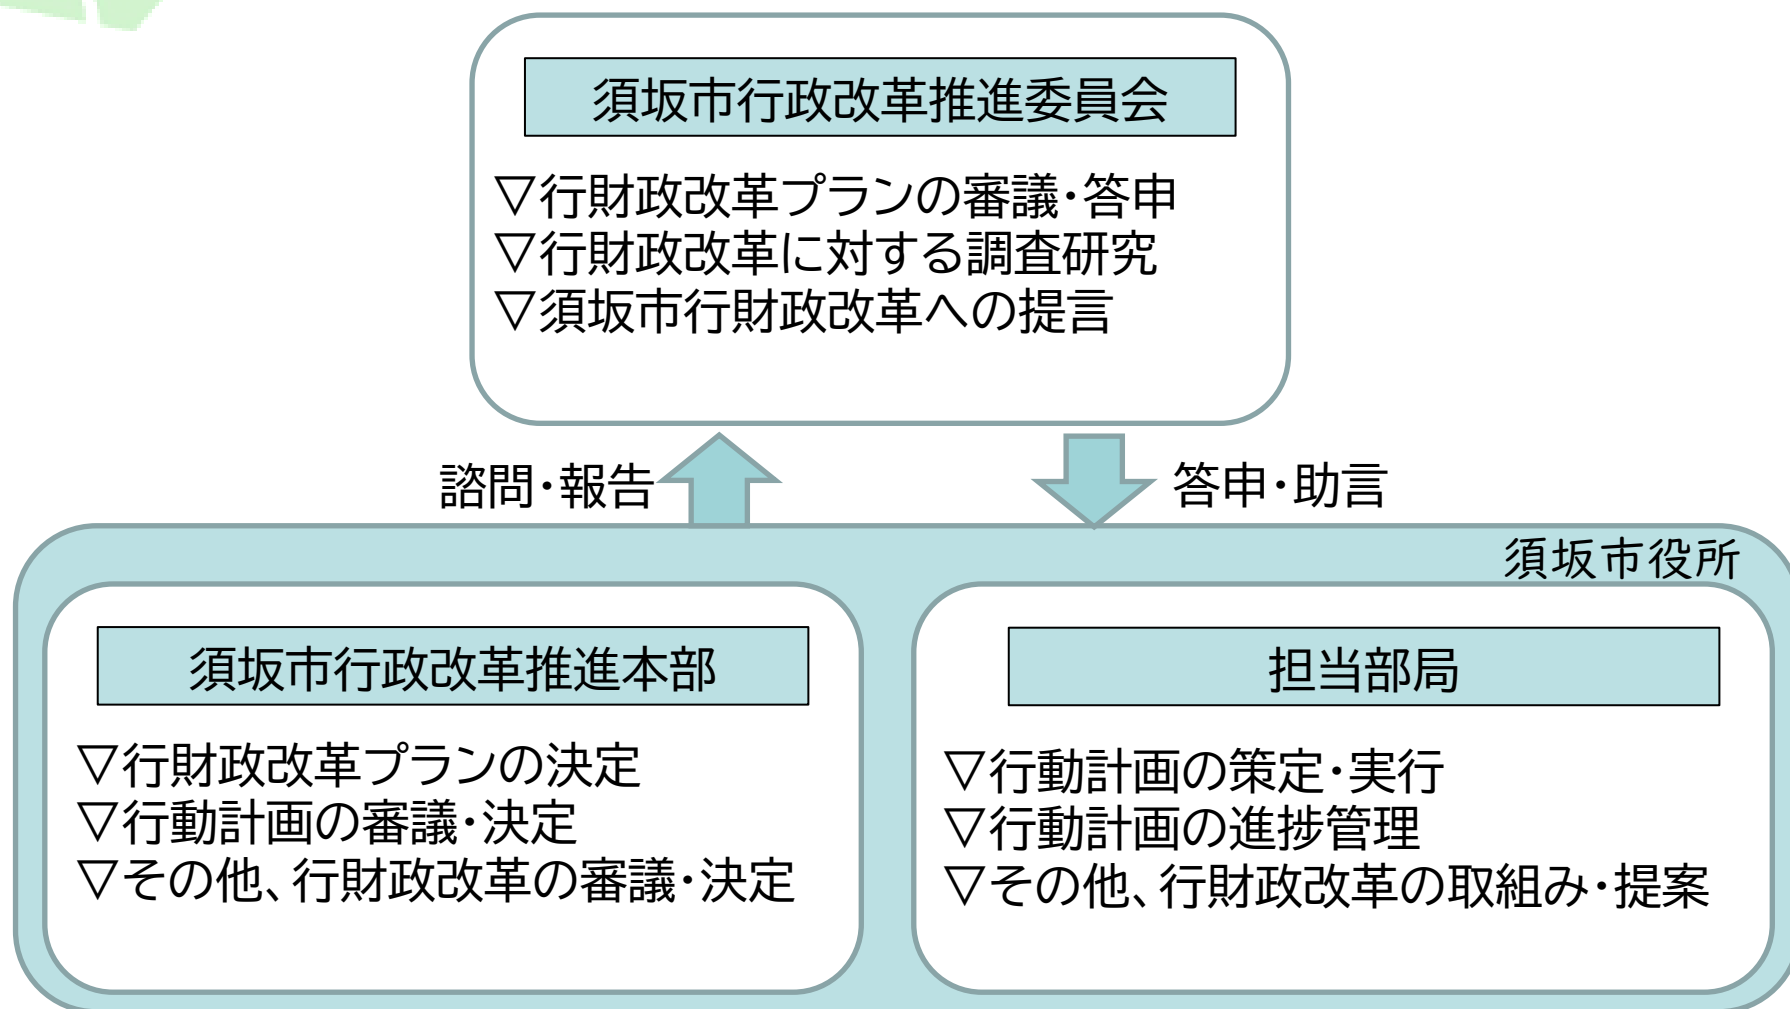 須坂市行政改革推進委員会
▽行財政改革プランの審議・答申
▽行財政改革に対する調査研究
▽須坂市行財政改革への提言
諮問・報告
答申・助言
須坂市役所
須坂市行政改革推進本部
▽行財政改革プランの決定
▽行動計画の審議・決定
▽その他、行財政改革の審議・決定
担当部局
▽行動計画の策定・実行
▽行動計画の進捗管理
▽その他、行財政改革の取組み・提案